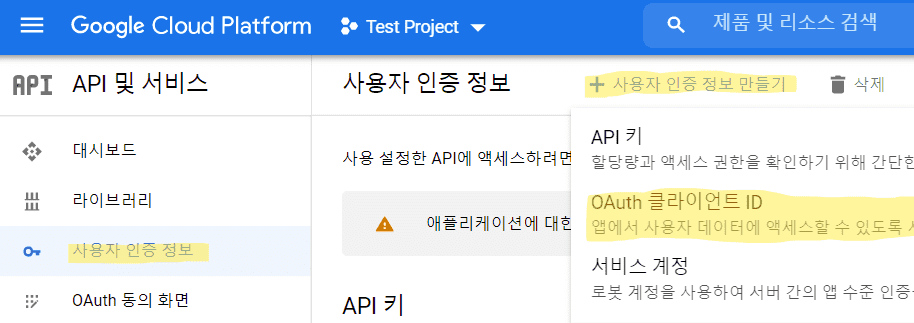 Google Cloud Platform Test Project 제품 및 리소스 검색
API API 및 서비스
사용자 인증 정보 + 사용자 인증 정보 만들기 삭제
대시보드
라이브러리
사용자 인증 정보
OAuth 동의 화면
사용 설정한 API에 액세스하려면
애플리케이션에 대한
API 키
API 키
할당량과 액세스 권한을 확인하기 위해 간단한
OAuth 클라이언트 ID
앱에서 사용자 데이터에 액세스할 수 있도록
서비스 계정
로봇 계정을 사용하여 서버 간의 앱 수준 인증